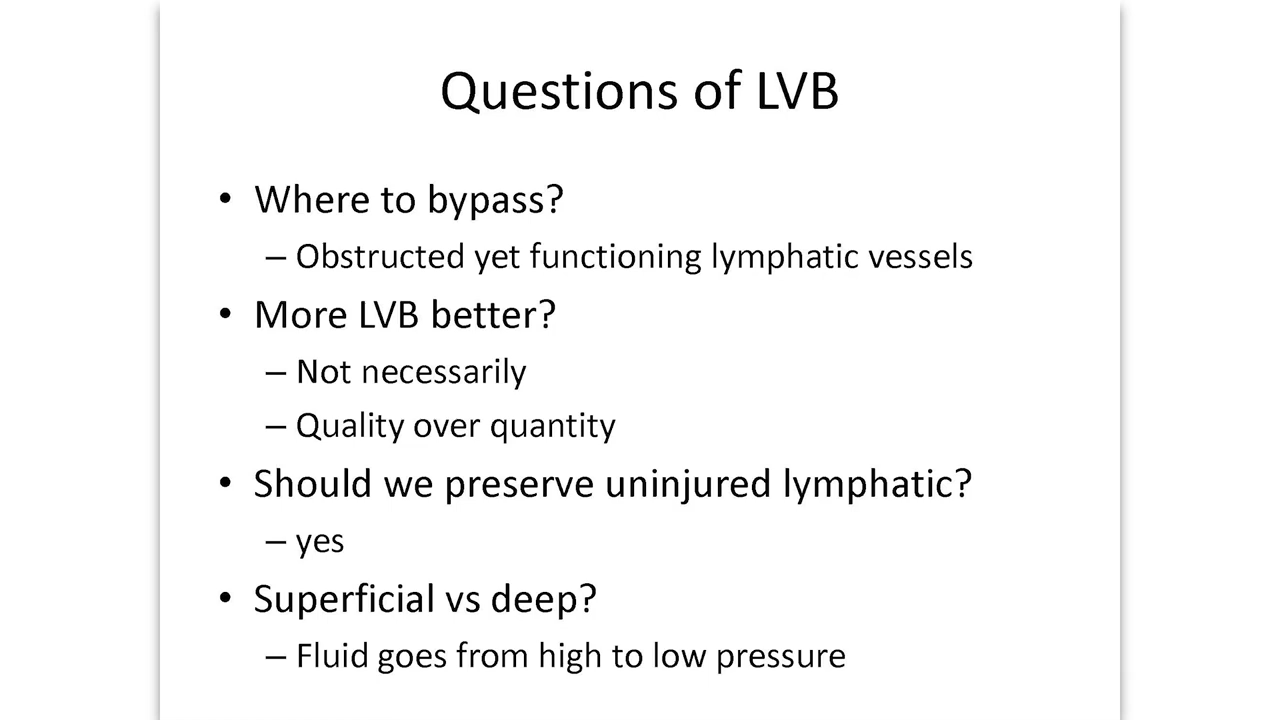 Questions of LVB
• Where to bypass?
– Obstructed yet functioning lymphatic vessels
• More LVB better?
– Not necessarily
– Quality over quantity
• Should we preserve uninjured lymphatic?
– yes
• Superficial vs deep?
– Fluid goes from high to low pressure